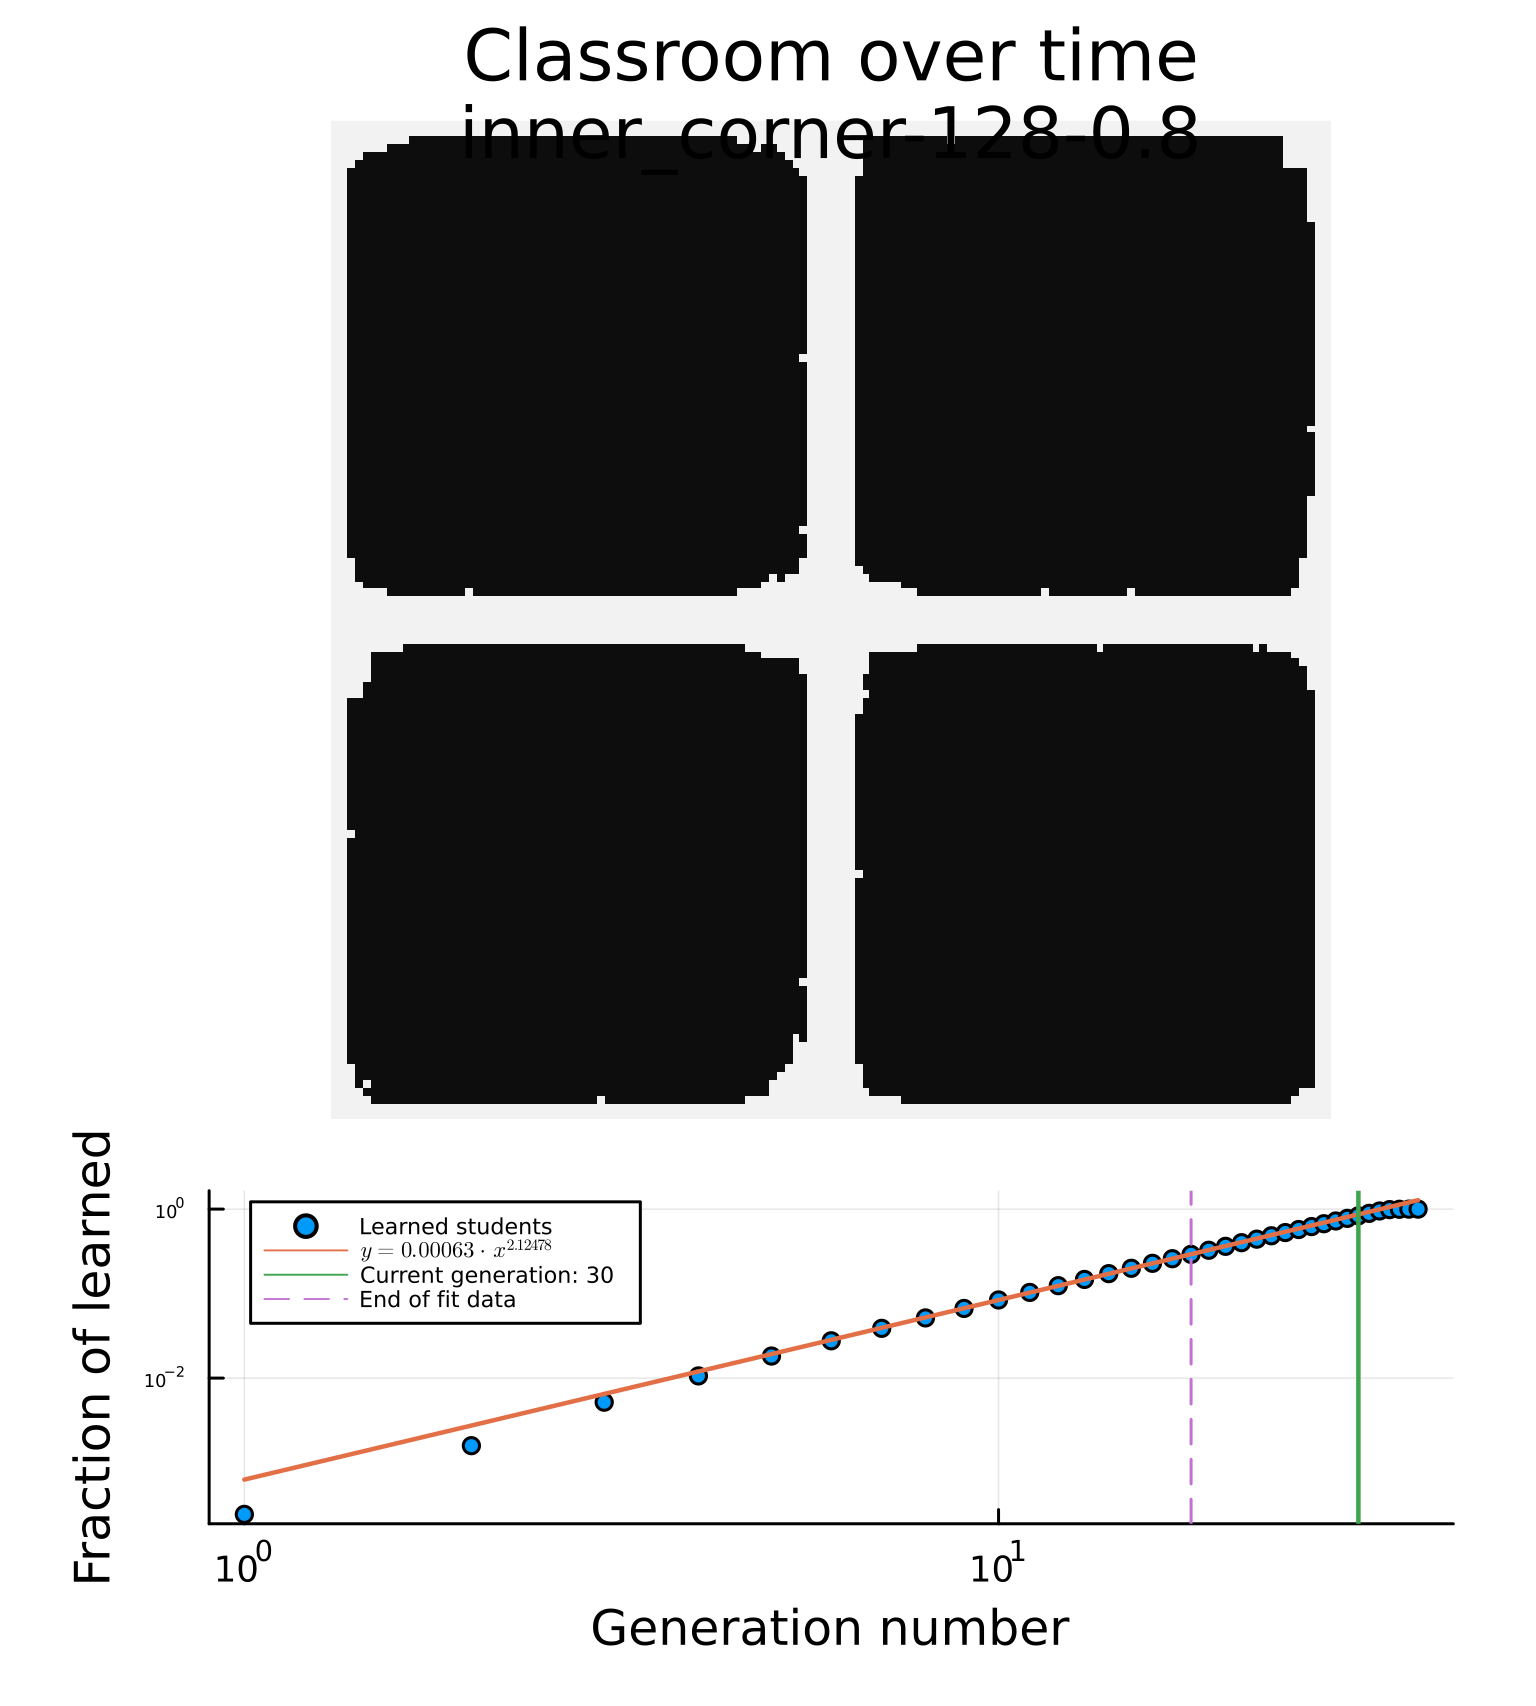 Classroom over time
inner_corner-128-0.8
Fraction of learned
10^0
10^−2
Learned students
y = 0.00063 · x^2.12478
Current generation: 30
End of fit data
10^0
10^1
Generation number